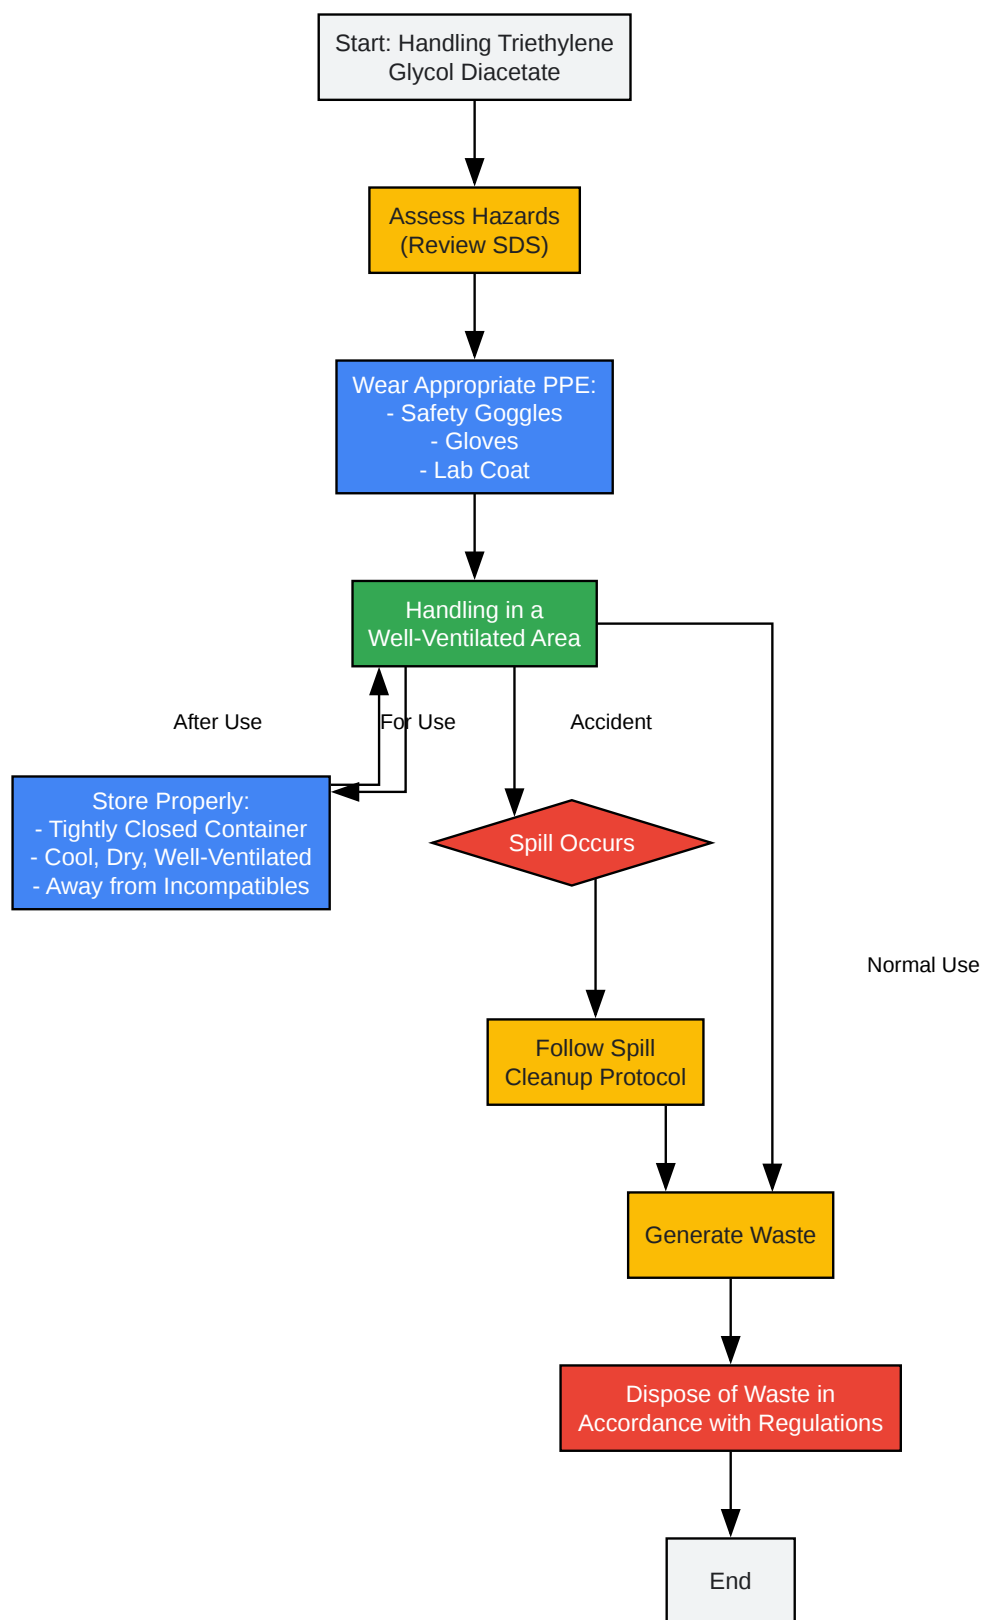 Start: Handling Triethylene
Glycol Diacetate
Assess Hazards
(Review SDS)
Wear Appropriate PPE:
- Safety Goggles
- Gloves
- Lab Coat
Handling in a
Well-Ventilated Area
After Use
For Use
Accident
Store Properly:
- Tightly Closed Container
- Cool, Dry, Well-Ventilated
- Away from Incompatibles
Spill Occurs
Normal Use
Follow Spill
Cleanup Protocol
Generate Waste
Dispose of Waste in
Accordance with Regulations
End